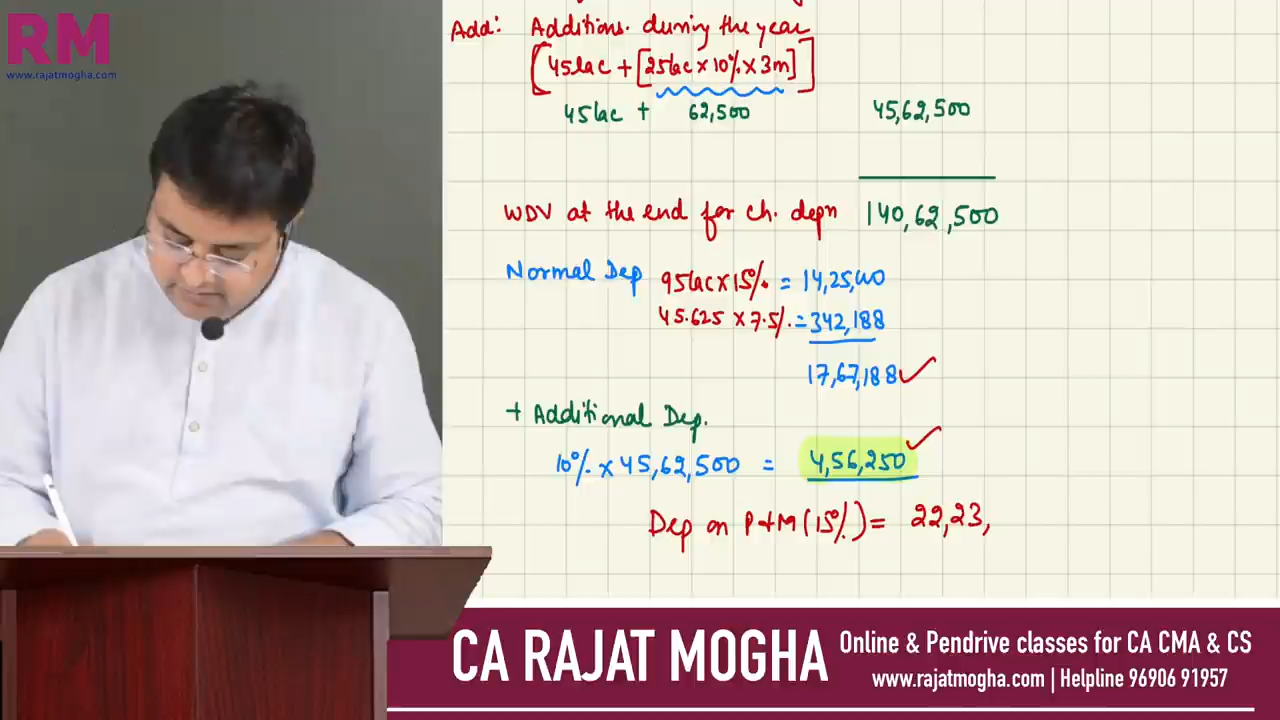 RM
www.rajatmogha.com
Add: Additions during the year
[45lac + [25lac × 10% × 3m]]
45lac + 62,500 45,62,500
WDV at the end for ch. depn 140,62,500
Normal Dep 95lac × 15% = 14,25,000
45.625 × 7.5% = 342,188
17,67,188 ✓
+ Additional Dep.
10% × 45,62,500 = 4,56,250 ✓
Dep on P+M (15%) = 22,23,
CA RAJAT MOGHA
Online & Pendrive classes for CA CMA & CS
www.rajatmogha.com | Helpline 96906 91957